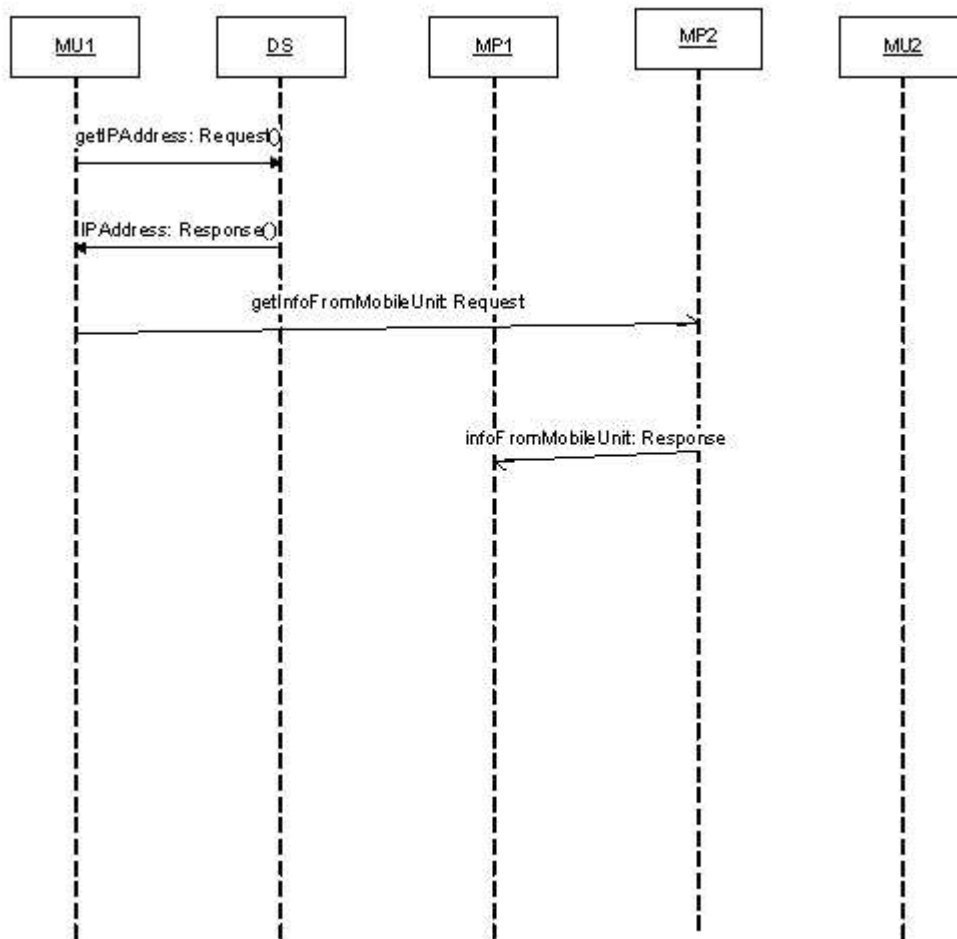 MU1
DS
MP1
MP2
MU2
getIPAddress: Request()
IPAddress: Response()
getInfoFromMobileUnit: Request
infoFromMobileUnit: Response